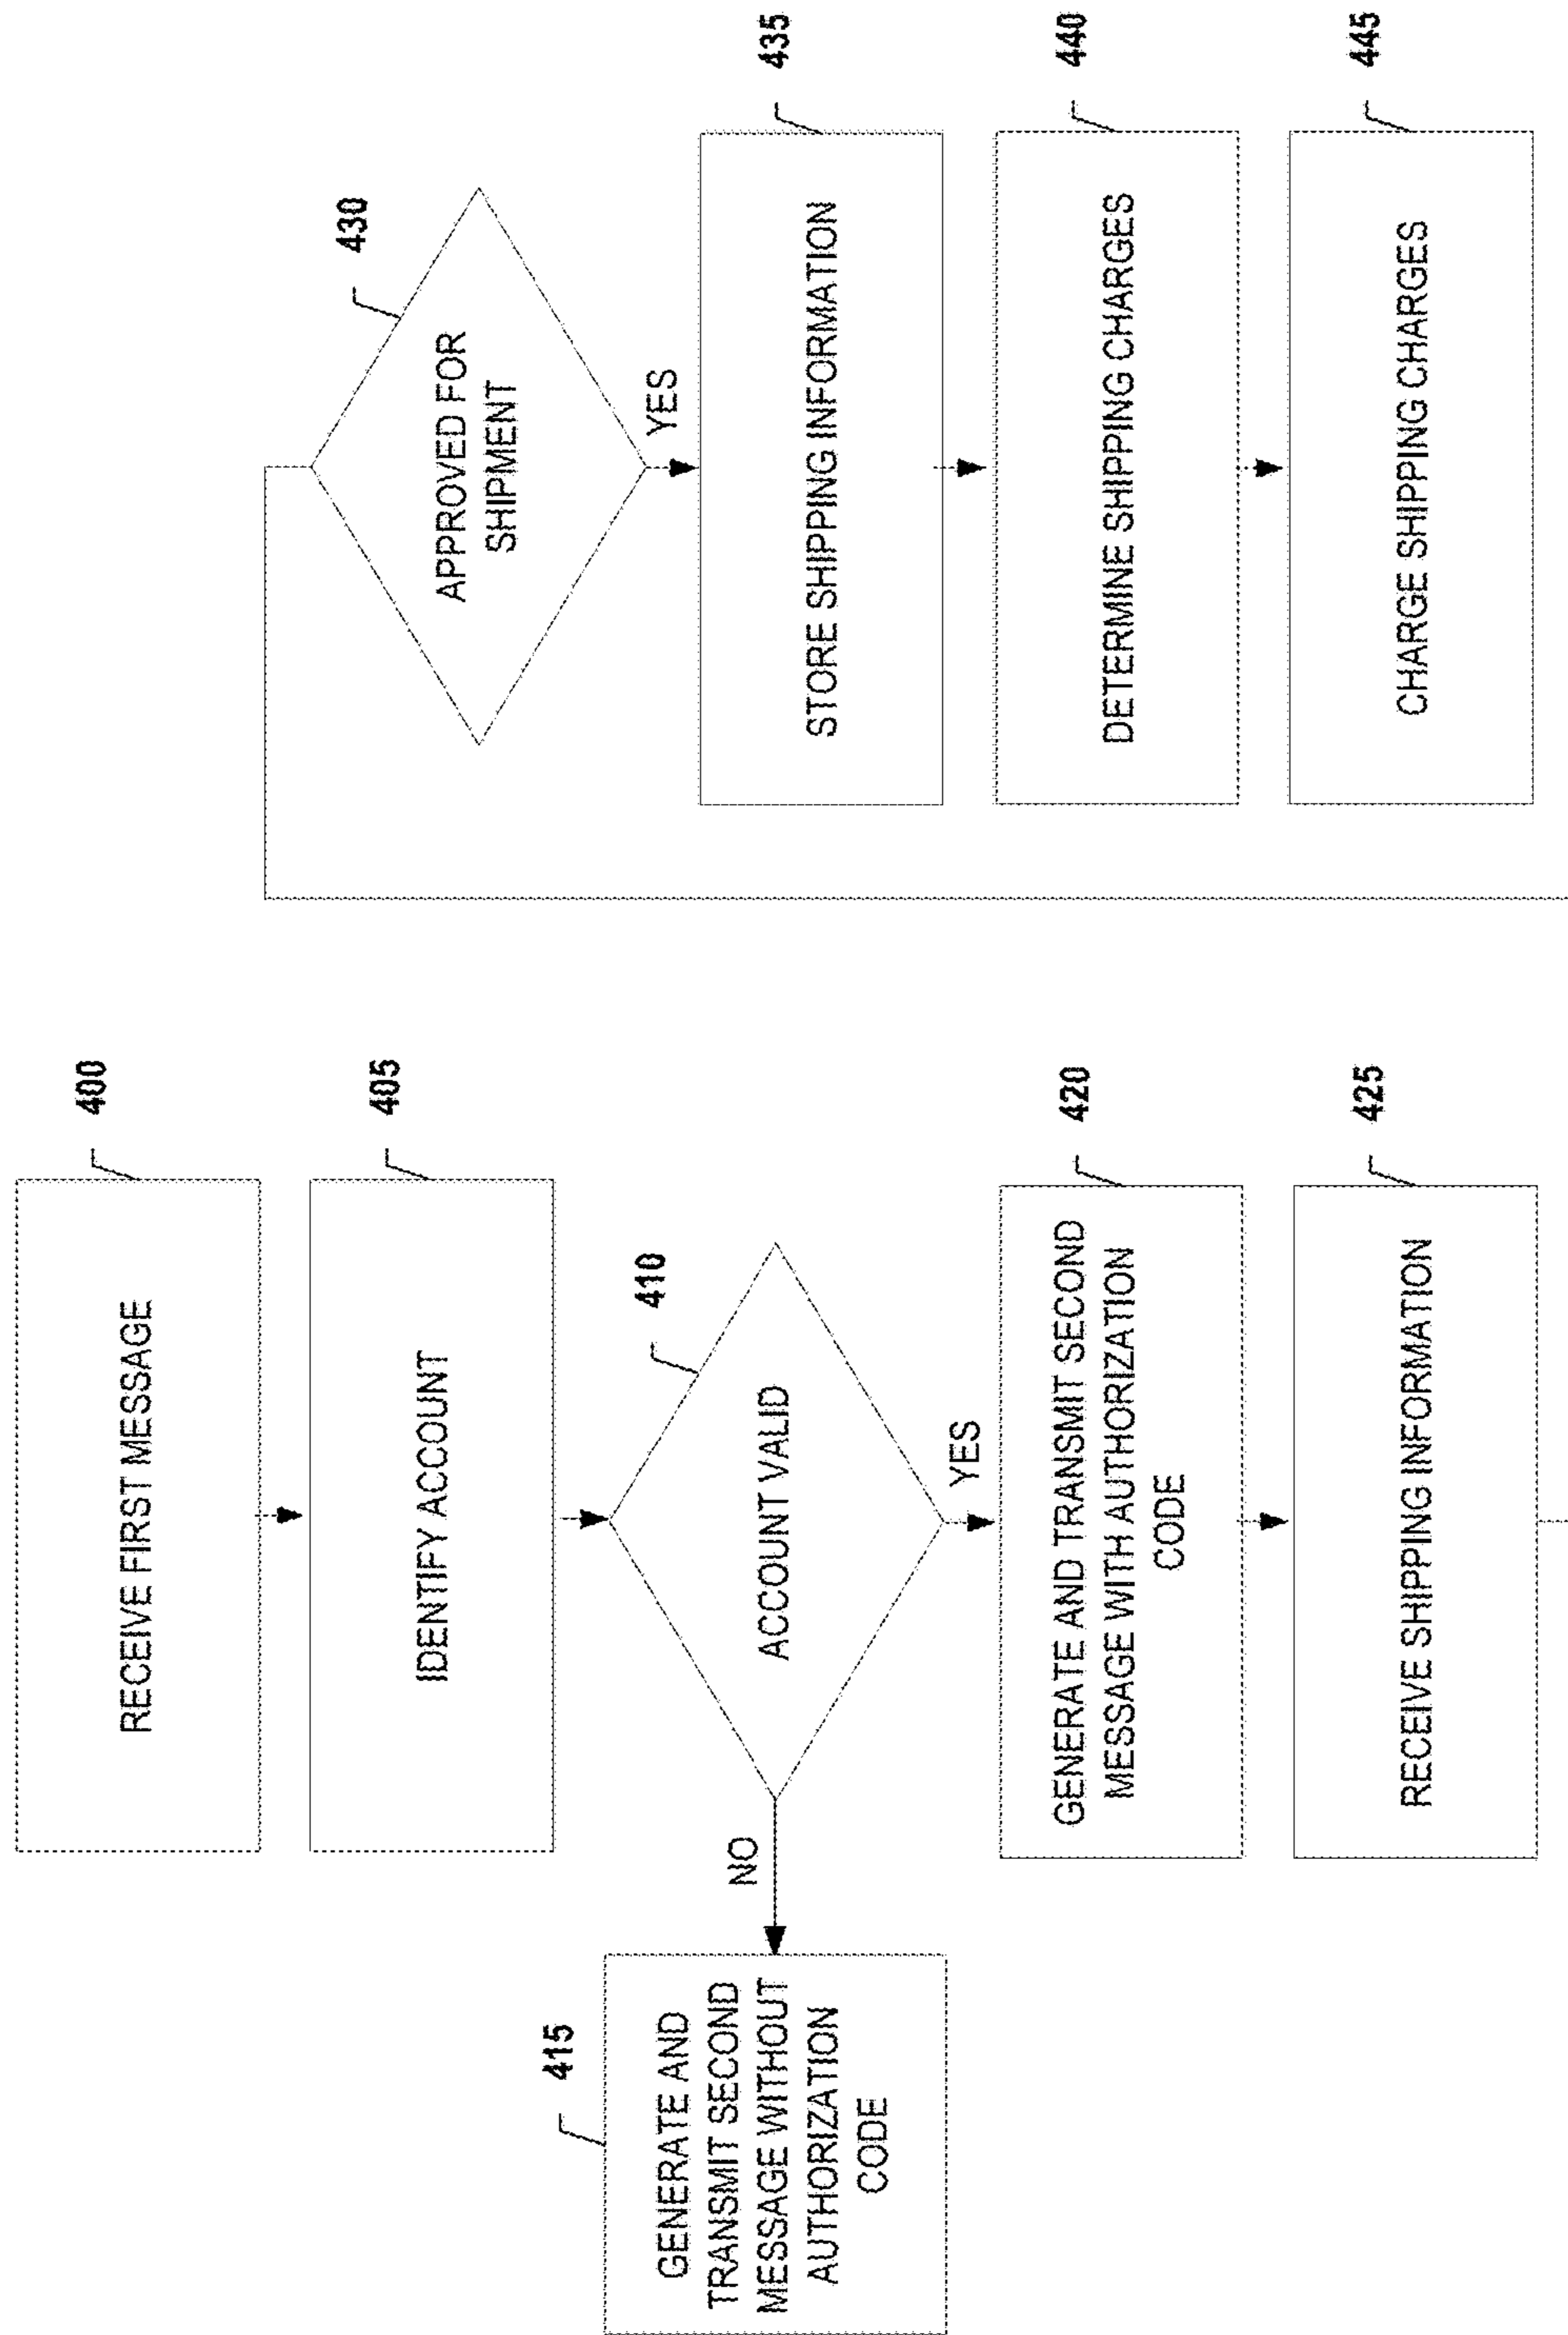 400
RECEIVE FIRST MESSAGE
405
IDENTIFY ACCOUNT
410
ACCOUNT VALID
NO
YES
415
GENERATE AND
TRANSMIT SECOND
MESSAGE WITHOUT
AUTHORIZATION
CODE
420
GENERATE AND TRANSMIT SECOND
MESSAGE WITH AUTHORIZATION
CODE
425
RECEIVE SHIPPING INFORMATION
430
APPROVED FOR
SHIPMENT
YES
435
STORE SHIPPING INFORMATION
440
DETERMINE SHIPPING CHARGES
445
CHARGE SHIPPING CHARGES